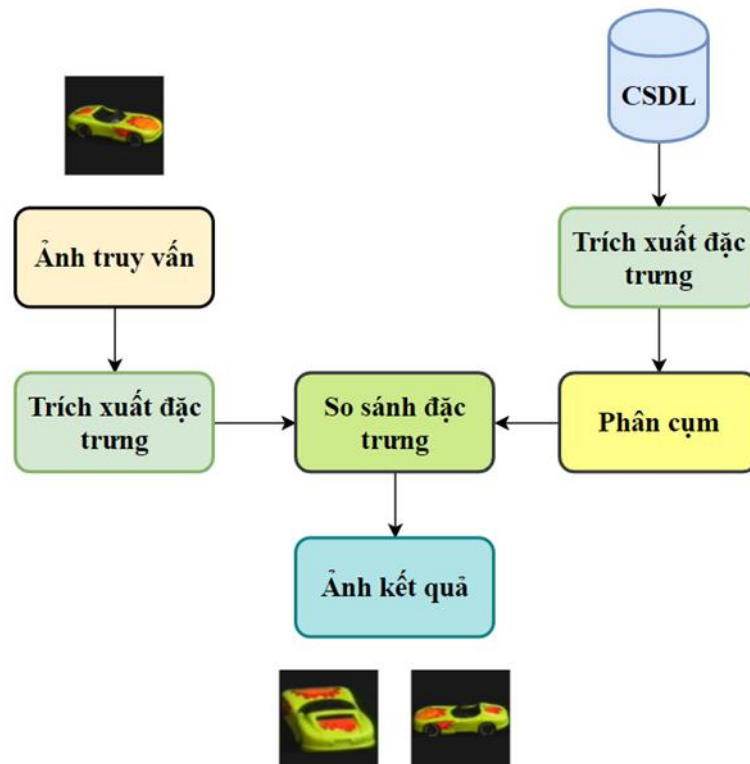 CSDL
Ảnh truy vấn
Trích xuất đặc
trưng
Trích xuất đặc
trưng
So sánh đặc
trưng
Phân cụm
Ảnh kết quả